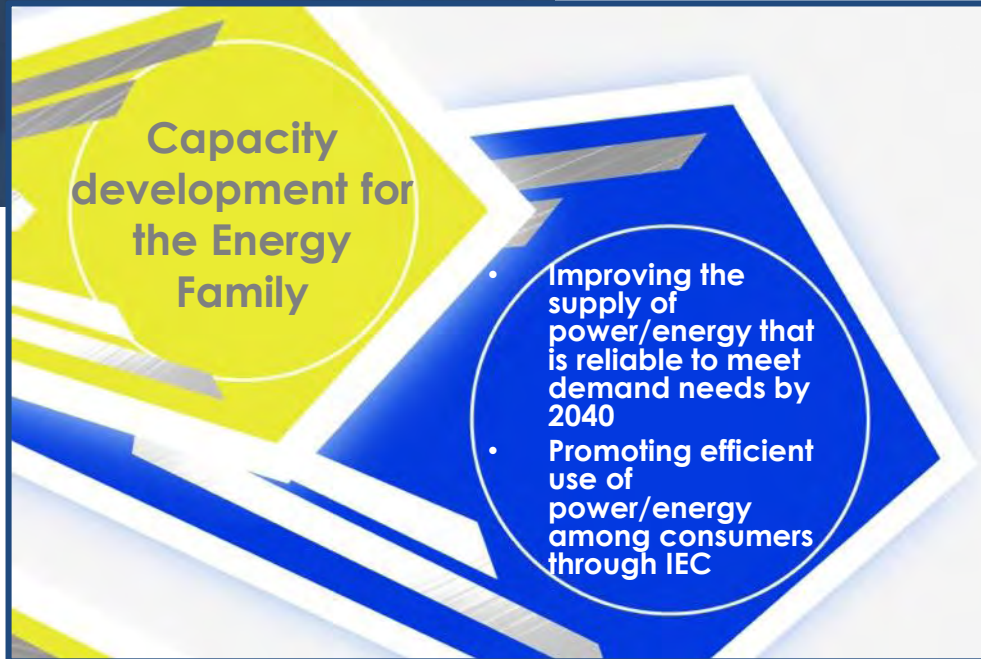 Capacity
development for
the Energy
Family
• Improving the
supply of
power/energy that
is reliable to meet
demand needs by
2040
• Promoting efficient
use of
power/energy
among consumers
through IEC